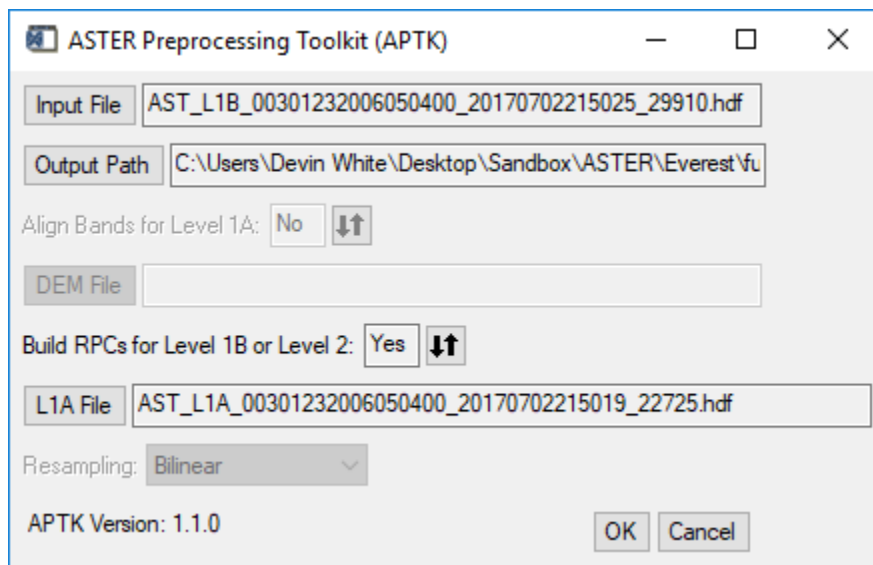 ASTER Preprocessing Toolkit (APTK)
Input File AST_L1B_00301232006050400_20170702215025_29910.hdf
Output Path C:\Users\Devin White\Desktop\Sandbox\ASTER\Everest\fu
Align Bands for Level 1A: No
DEM File
Build RPCs for Level 1B or Level 2: Yes
L1A File AST_L1A_00301232006050400_20170702215019_22725.hdf
Resampling: Bilinear
APTK Version: 1.1.0 OK Cancel